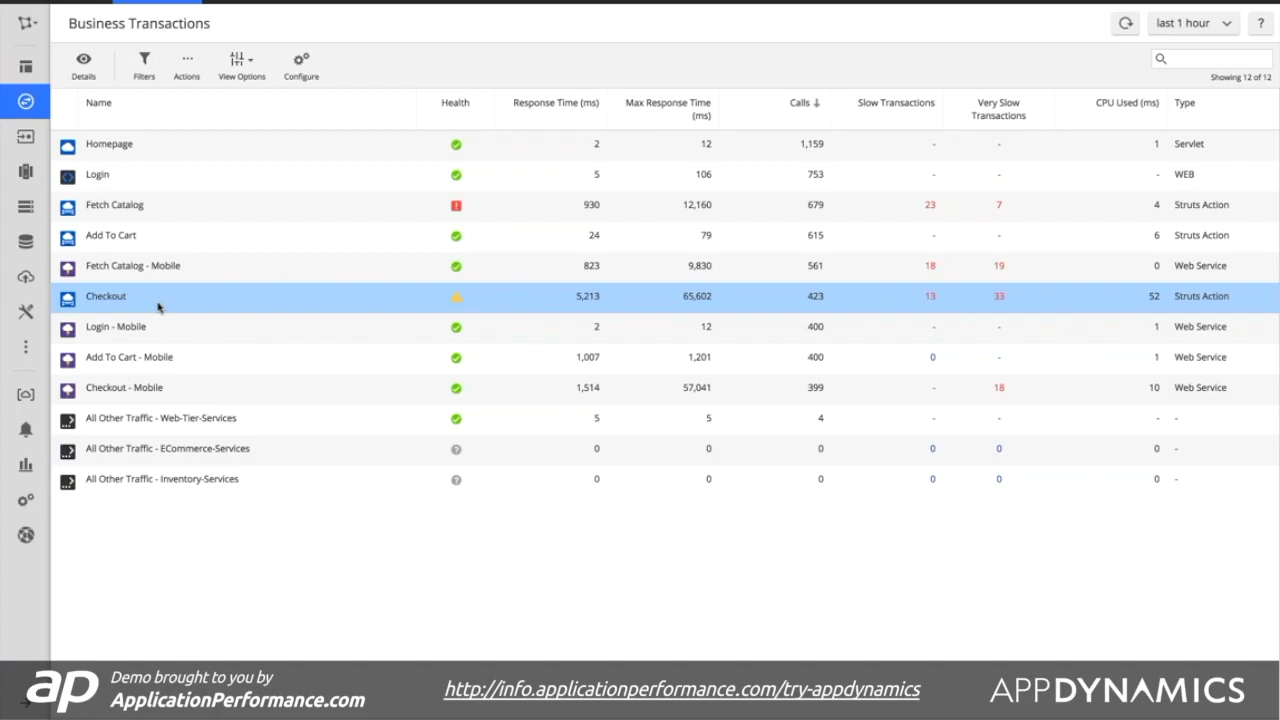 Business Transactions
last 1 hour
?
Details
Filters
Actions
View Options
Configure
Showing 12 of 12
Name Health Response Time (ms) Max Response Time (ms) Calls ↓ Slow Transactions Very Slow Transactions CPU Used (ms) Type
Homepage 2 12 1,159 - - 1 Servlet
Login 5 106 753 - - - WEB
Fetch Catalog 930 12,160 679 23 7 4 Struts Action
Add To Cart 24 79 615 - - 6 Struts Action
Fetch Catalog - Mobile 823 9,830 561 18 19 0 Web Service
Checkout 5,213 65,602 423 13 33 52 Struts Action
Login - Mobile 2 12 400 - - 1 Web Service
Add To Cart - Mobile 1,007 1,201 400 0 - 1 Web Service
Checkout - Mobile 1,514 57,041 399 - 18 10 Web Service
All Other Traffic - Web-Tier-Services 5 5 4 - - - -
All Other Traffic - ECommerce-Services ? 0 0 0 0 0 0 -
All Other Traffic - Inventory-Services ? 0 0 0 0 0 0 -
ap
Demo brought to you by
ApplicationPerformance.com
http://info.applicationperformance.com/try-appdynamics
APPDYNAMICS